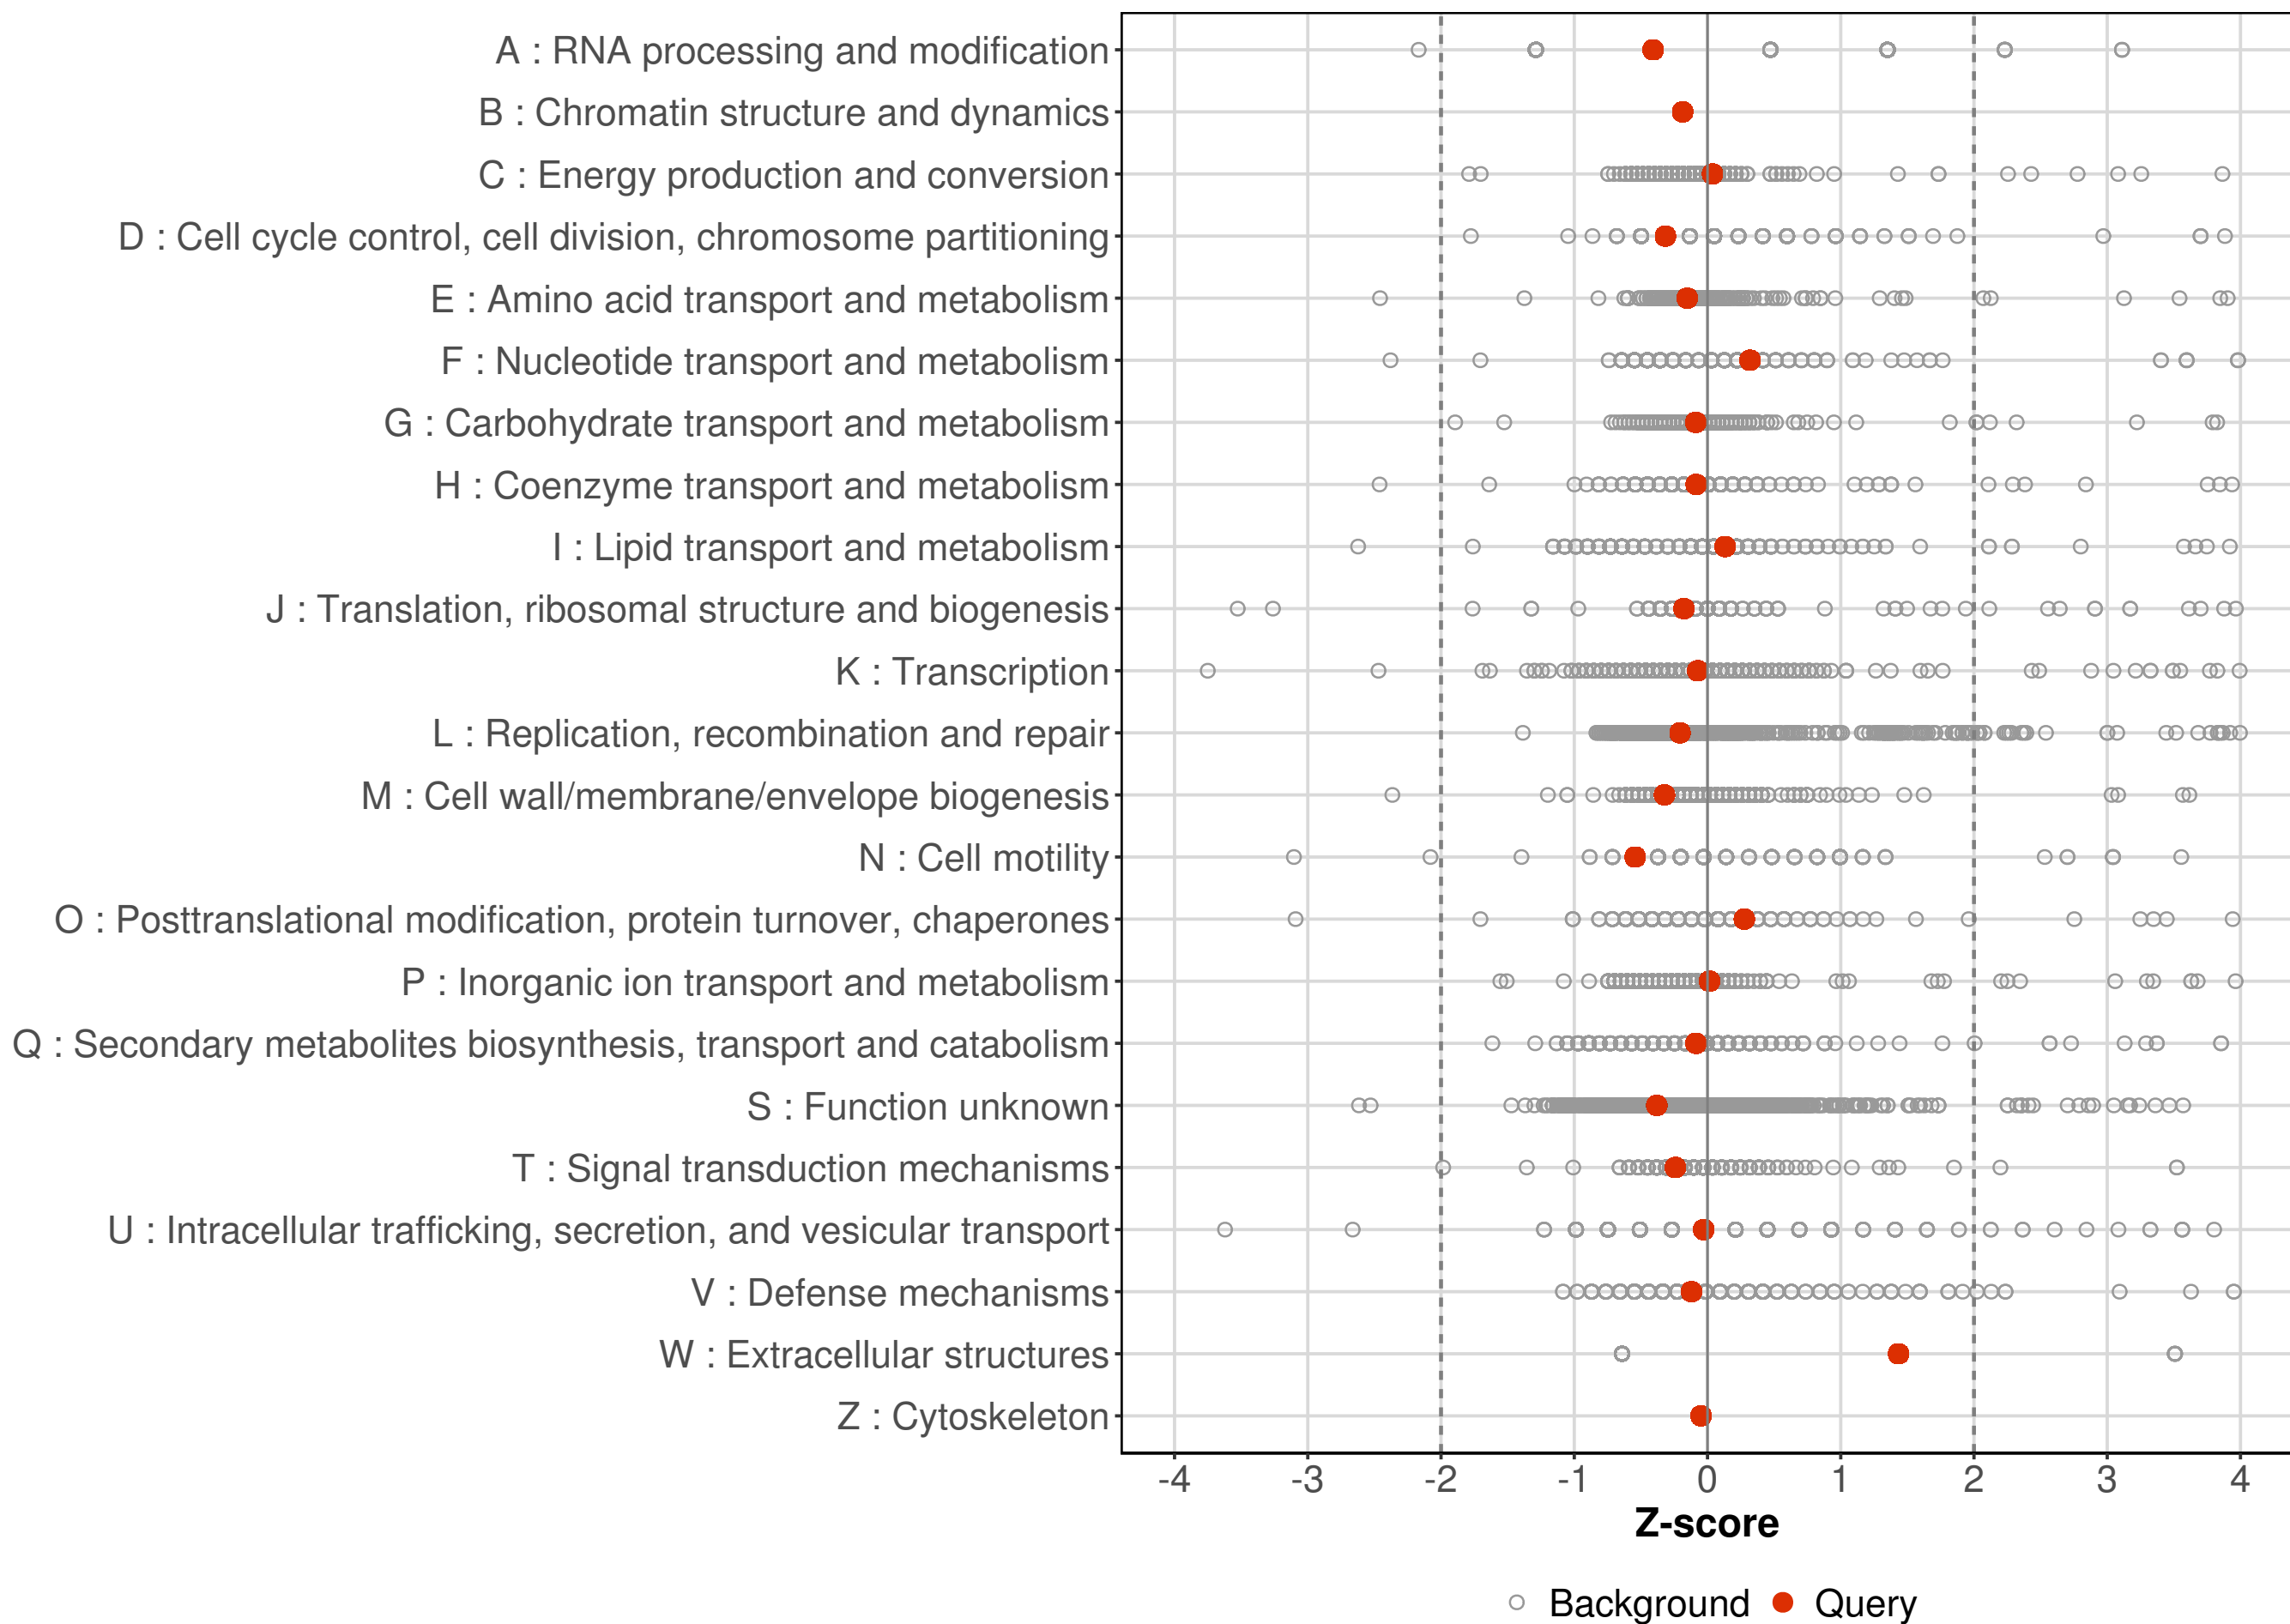 A : RNA processing and modification
B : Chromatin structure and dynamics
C : Energy production and conversion
D : Cell cycle control, cell division, chromosome partitioning
E : Amino acid transport and metabolism
F : Nucleotide transport and metabolism
G : Carbohydrate transport and metabolism
H : Coenzyme transport and metabolism
I : Lipid transport and metabolism
J : Translation, ribosomal structure and biogenesis
K : Transcription
L : Replication, recombination and repair
M : Cell wall/membrane/envelope biogenesis
N : Cell motility
O : Posttranslational modification, protein turnover, chaperones
P : Inorganic ion transport and metabolism
Q : Secondary metabolites biosynthesis, transport and catabolism
S : Function unknown
T : Signal transduction mechanisms
U : Intracellular trafficking, secretion, and vesicular transport
V : Defense mechanisms
W : Extracellular structures
Z : Cytoskeleton
-4 -3 -2 -1 0 1 2 3 4
Z-score
Background Query